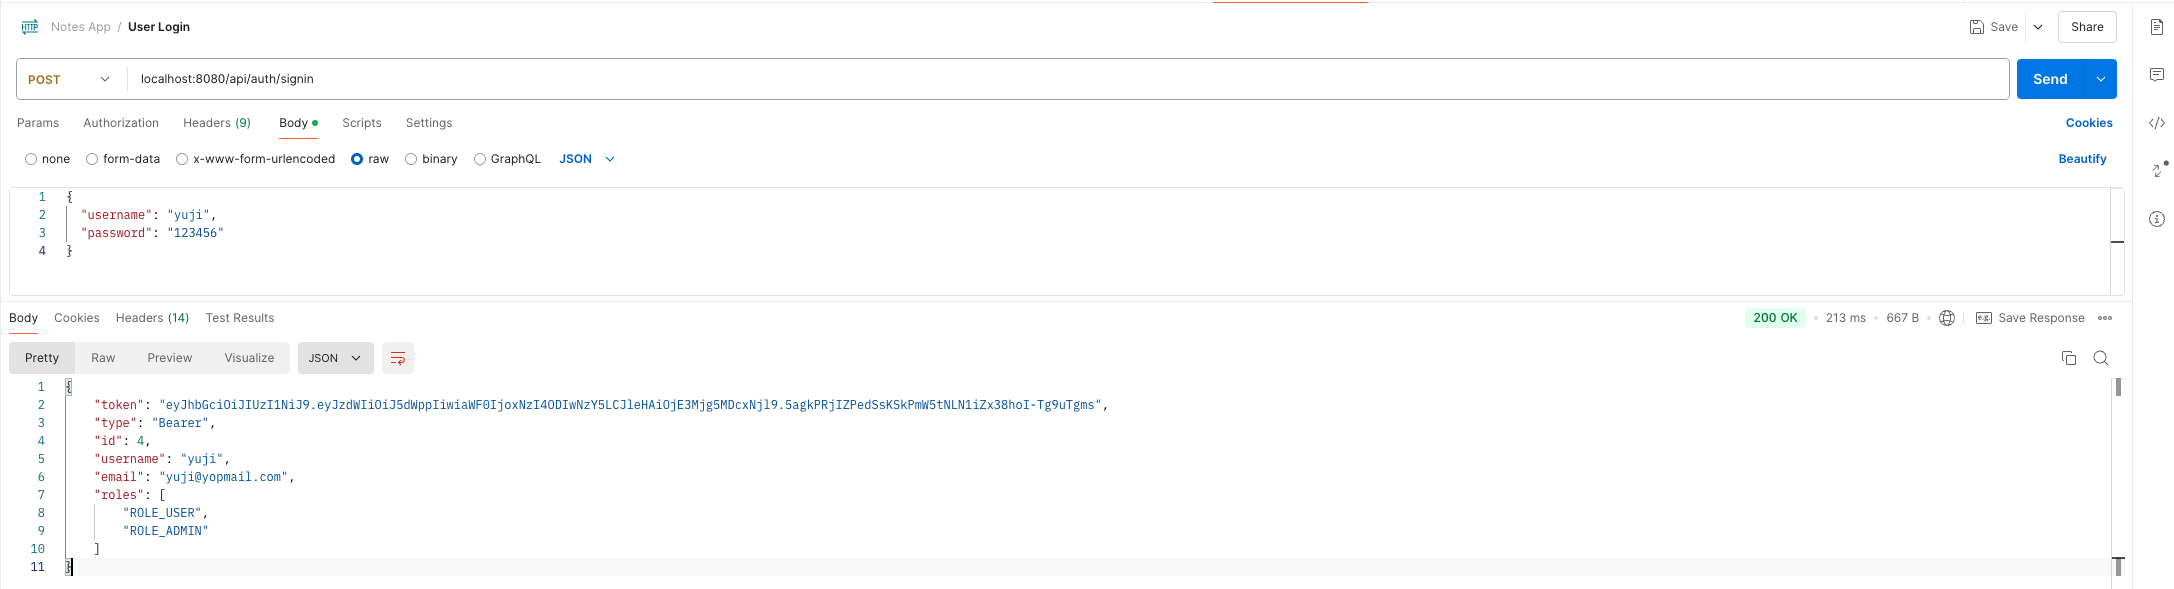 Notes App / User Login
Save
Share
POST
localhost:8080/api/auth/signin
Send
Params Authorization Headers (9) Body Scripts Settings
Cookies
none form-data x-www-form-urlencoded raw binary GraphQL JSON
Beautify
1 {
2 "username": "yuji",
3 "password": "123456"
4 }
Body Cookies Headers (14) Test Results
200 OK • 213 ms • 667 B
e.g. Save Response
Pretty Raw Preview Visualize JSON
1 {
2 "token": "eyJhbGciOiJIUzI1NiJ9.eyJzdWIiOiJ5dWppIiwiaWF0IjoxNzI4ODIwNzY5LCJleHAiOjE3Mjg5MDcxNjl9.5agkPRjIZPedSsKSkPmW5tNLN1iZx38hoI-Tg9uTgms",
3 "type": "Bearer",
4 "id": 4,
5 "username": "yuji",
6 "email": "yuji@yopmail.com",
7 "roles": [
8 "ROLE_USER",
9 "ROLE_ADMIN"
10 ]
11 }